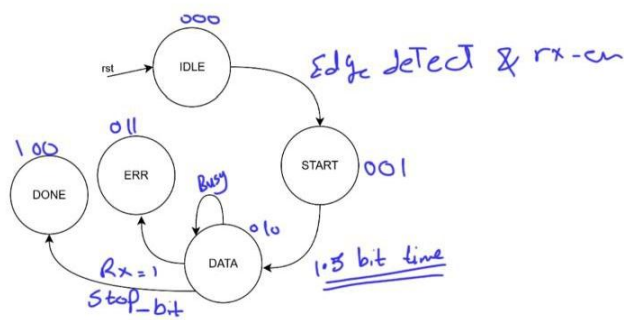 000
rst
IDLE
Edge deTecT & rx-en
011
100
ERR
START
001
DONE
Busy
010
DATA
1.5 bit time
Rx=1
Stop_bit